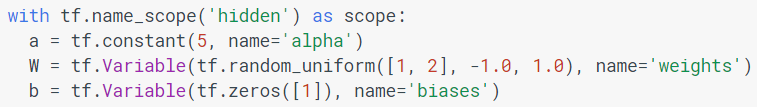 with tf.name_scope('hidden') as scope:
  a = tf.constant(5, name='alpha')
  W = tf.Variable(tf.random_uniform([1, 2], -1.0, 1.0), name='weights')
  b = tf.Variable(tf.zeros([1]), name='biases')